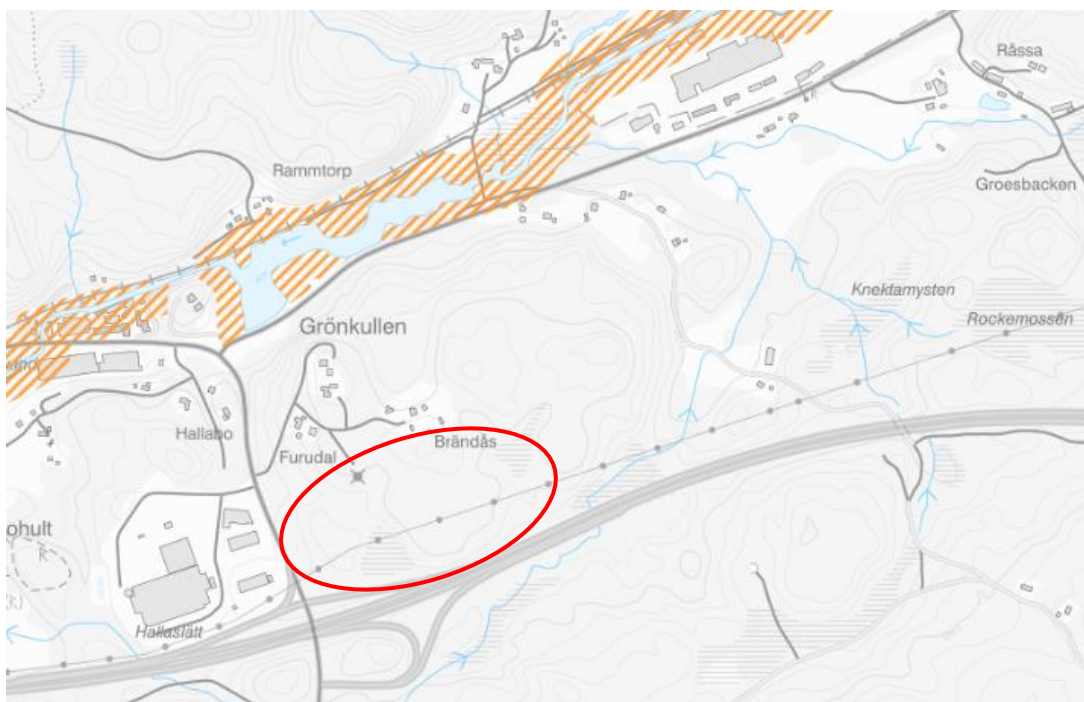 Råssa
Rammtorp
Groesbacken
Knektamysten
Rockemossen
Grönkullen
Hallabo
Brändås
Furudal
ohult
K
Hallaslätt